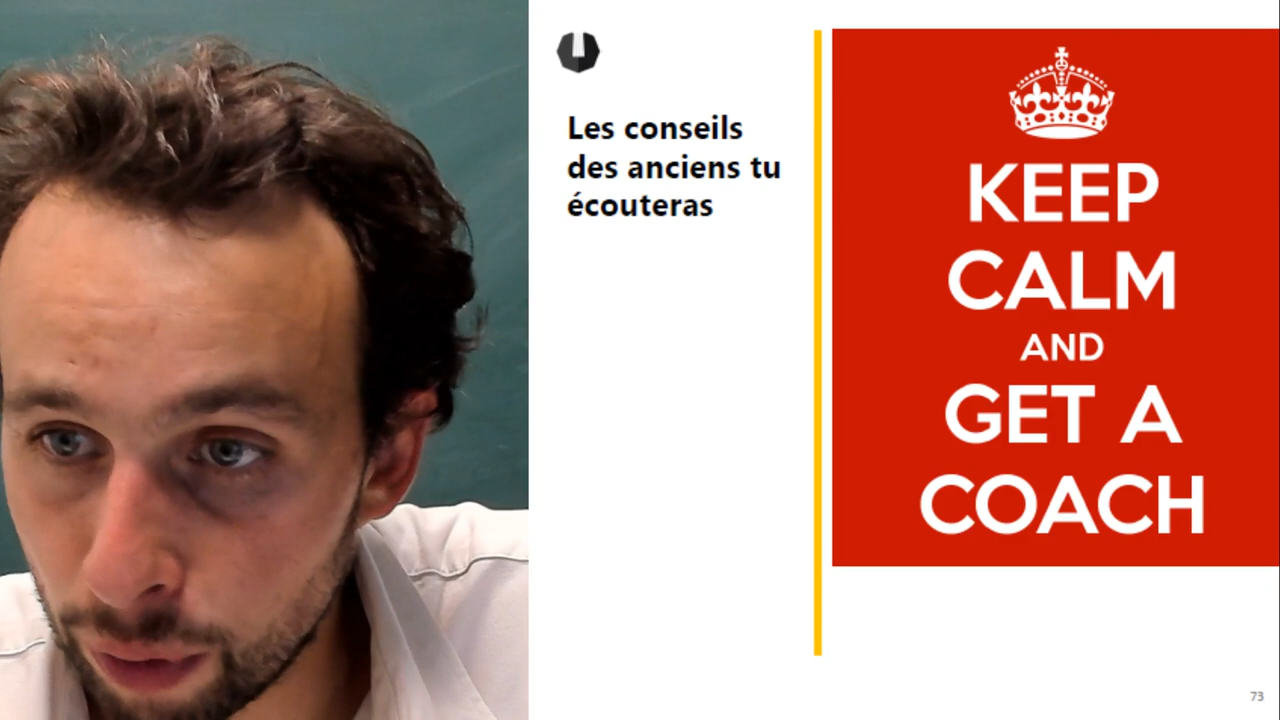 Les conseils
des anciens tu
écouteras
KEEP
CALM
AND
GET A
COACH
73